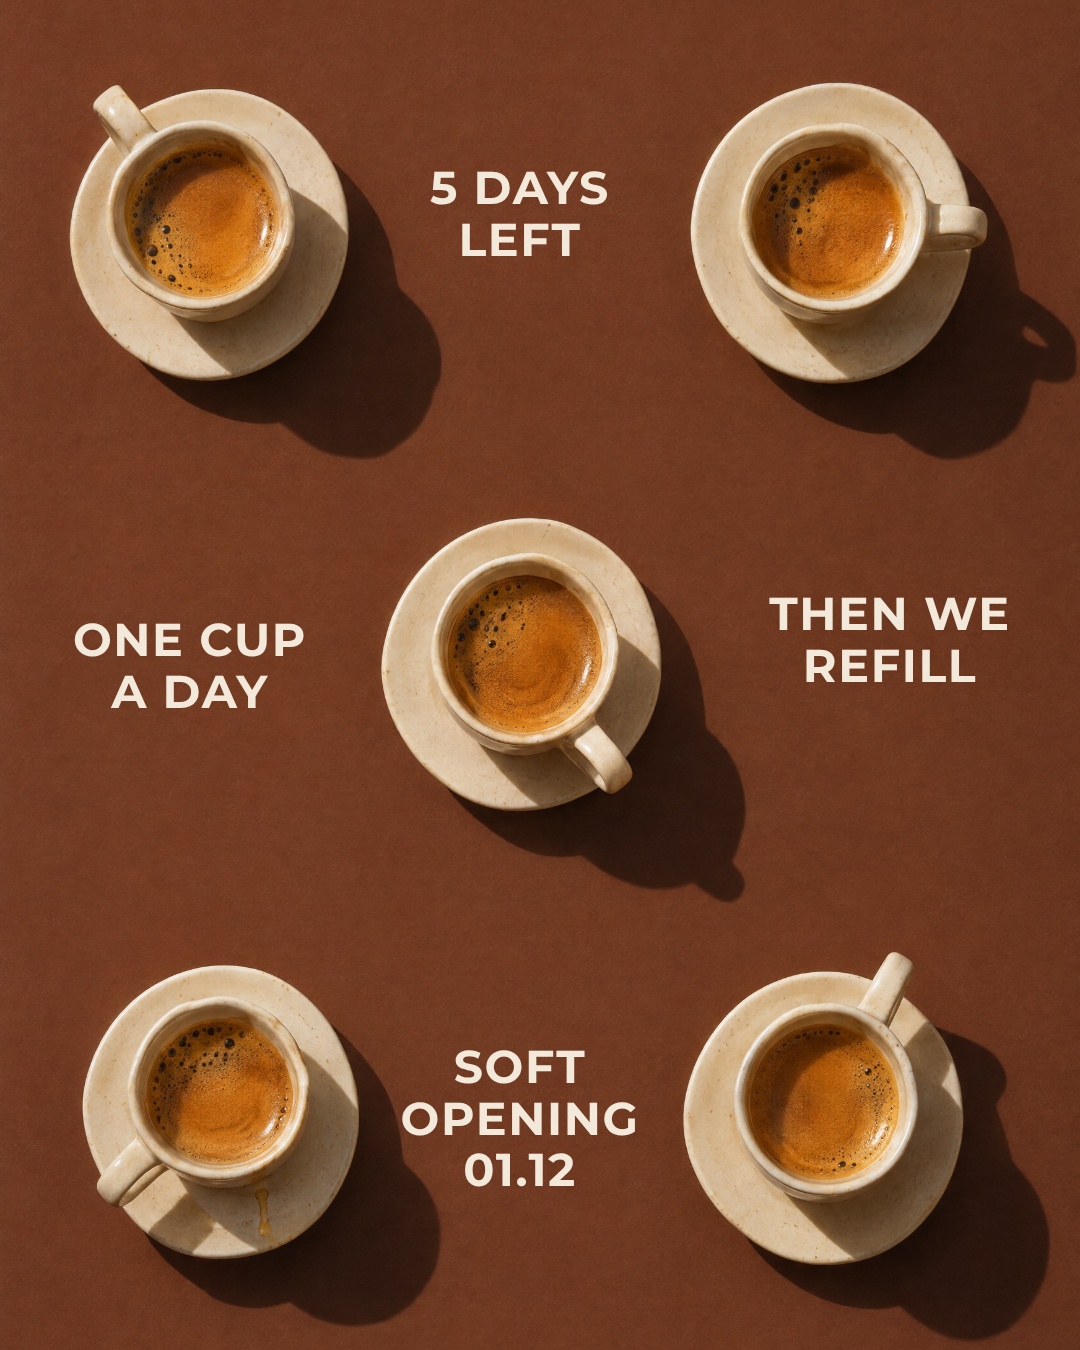 5 DAYS
LEFT
ONE CUP
A DAY
THEN WE
REFILL
SOFT
OPENING
01.12